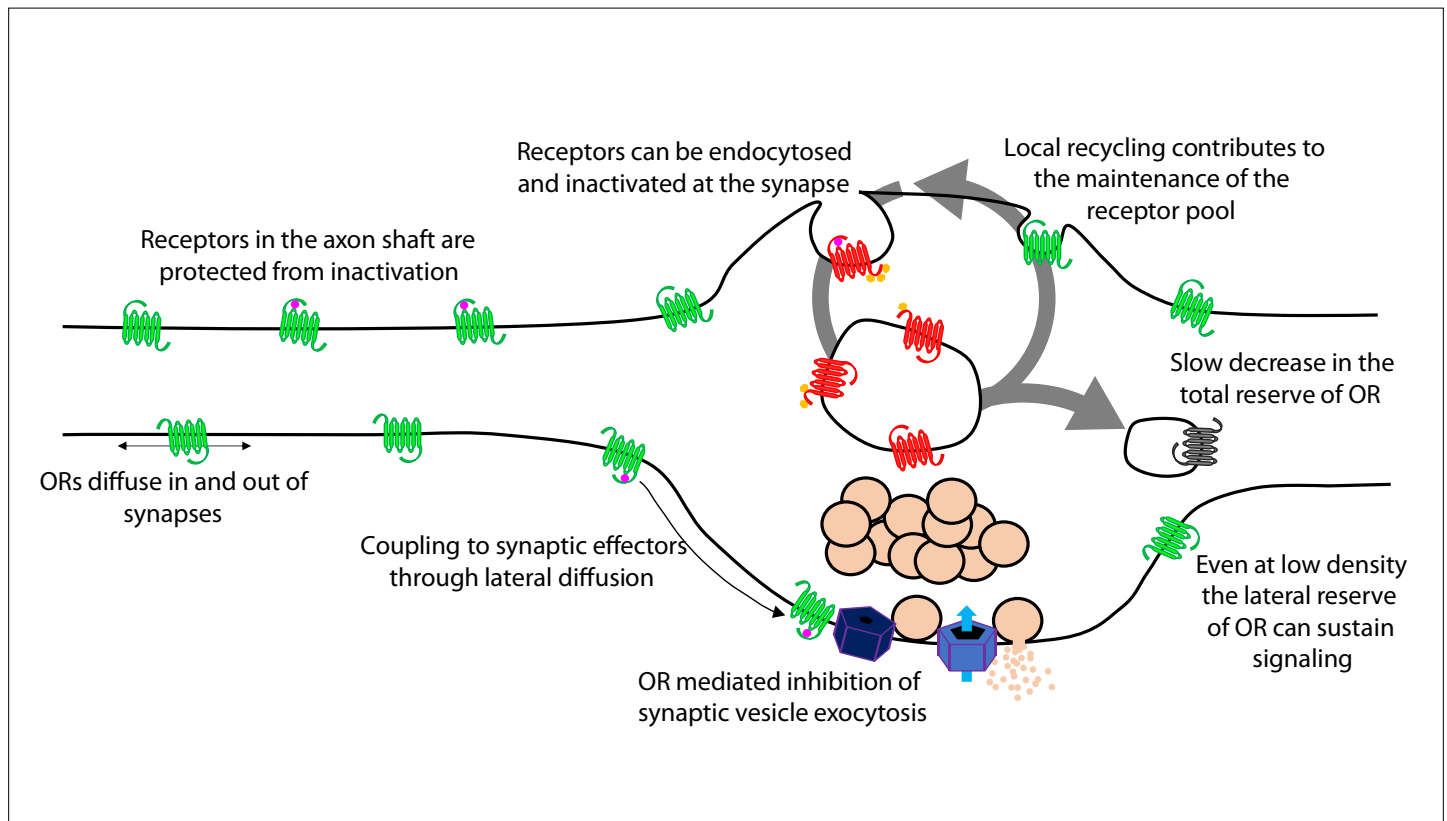 Receptors can be endocytosed
and inactivated at the synapse
Local recycling contributes to
the maintenance of the
receptor pool
Receptors in the axon shaft are
protected from inactivation
Slow decrease in the
total reserve of OR
ORs diffuse in and out of
synapses
Coupling to synaptic effectors
through lateral diffusion
Even at low density
the lateral reserve
of OR can sustain
signaling
OR mediated inhibition of
synaptic vesicle exocytosis